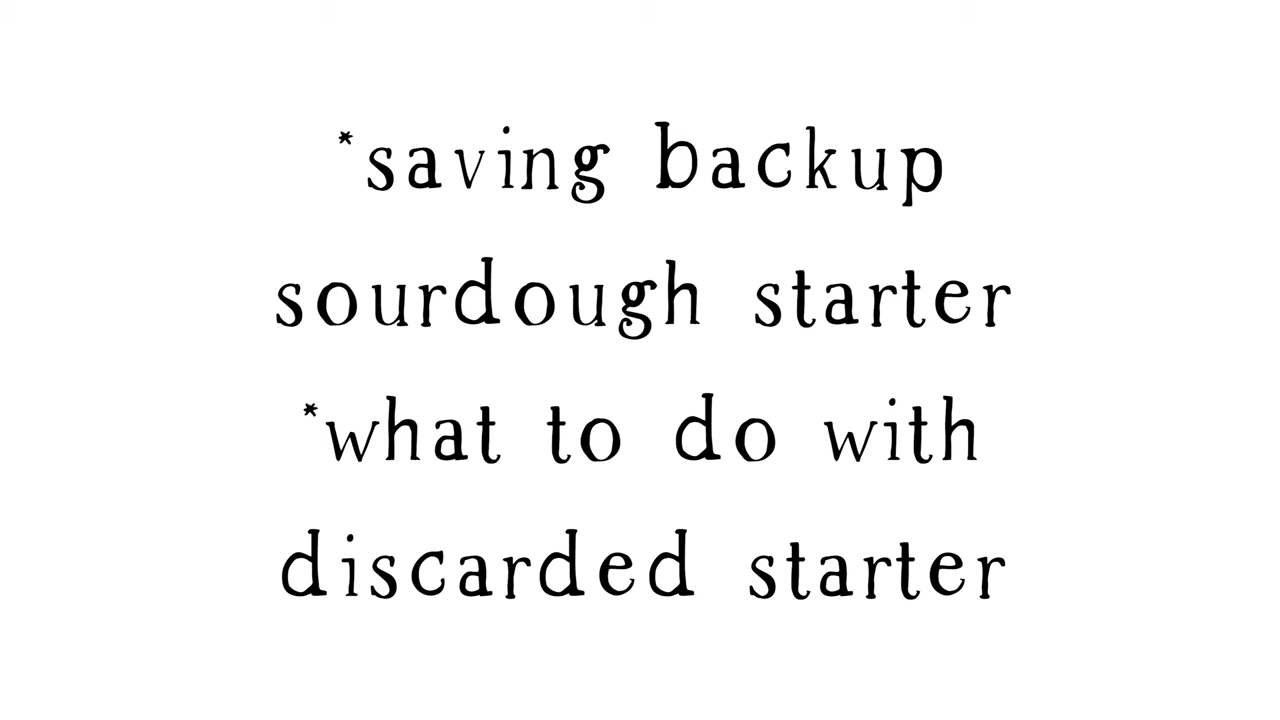 *saving backup
sourdough starter
*what to do with
discarded starter